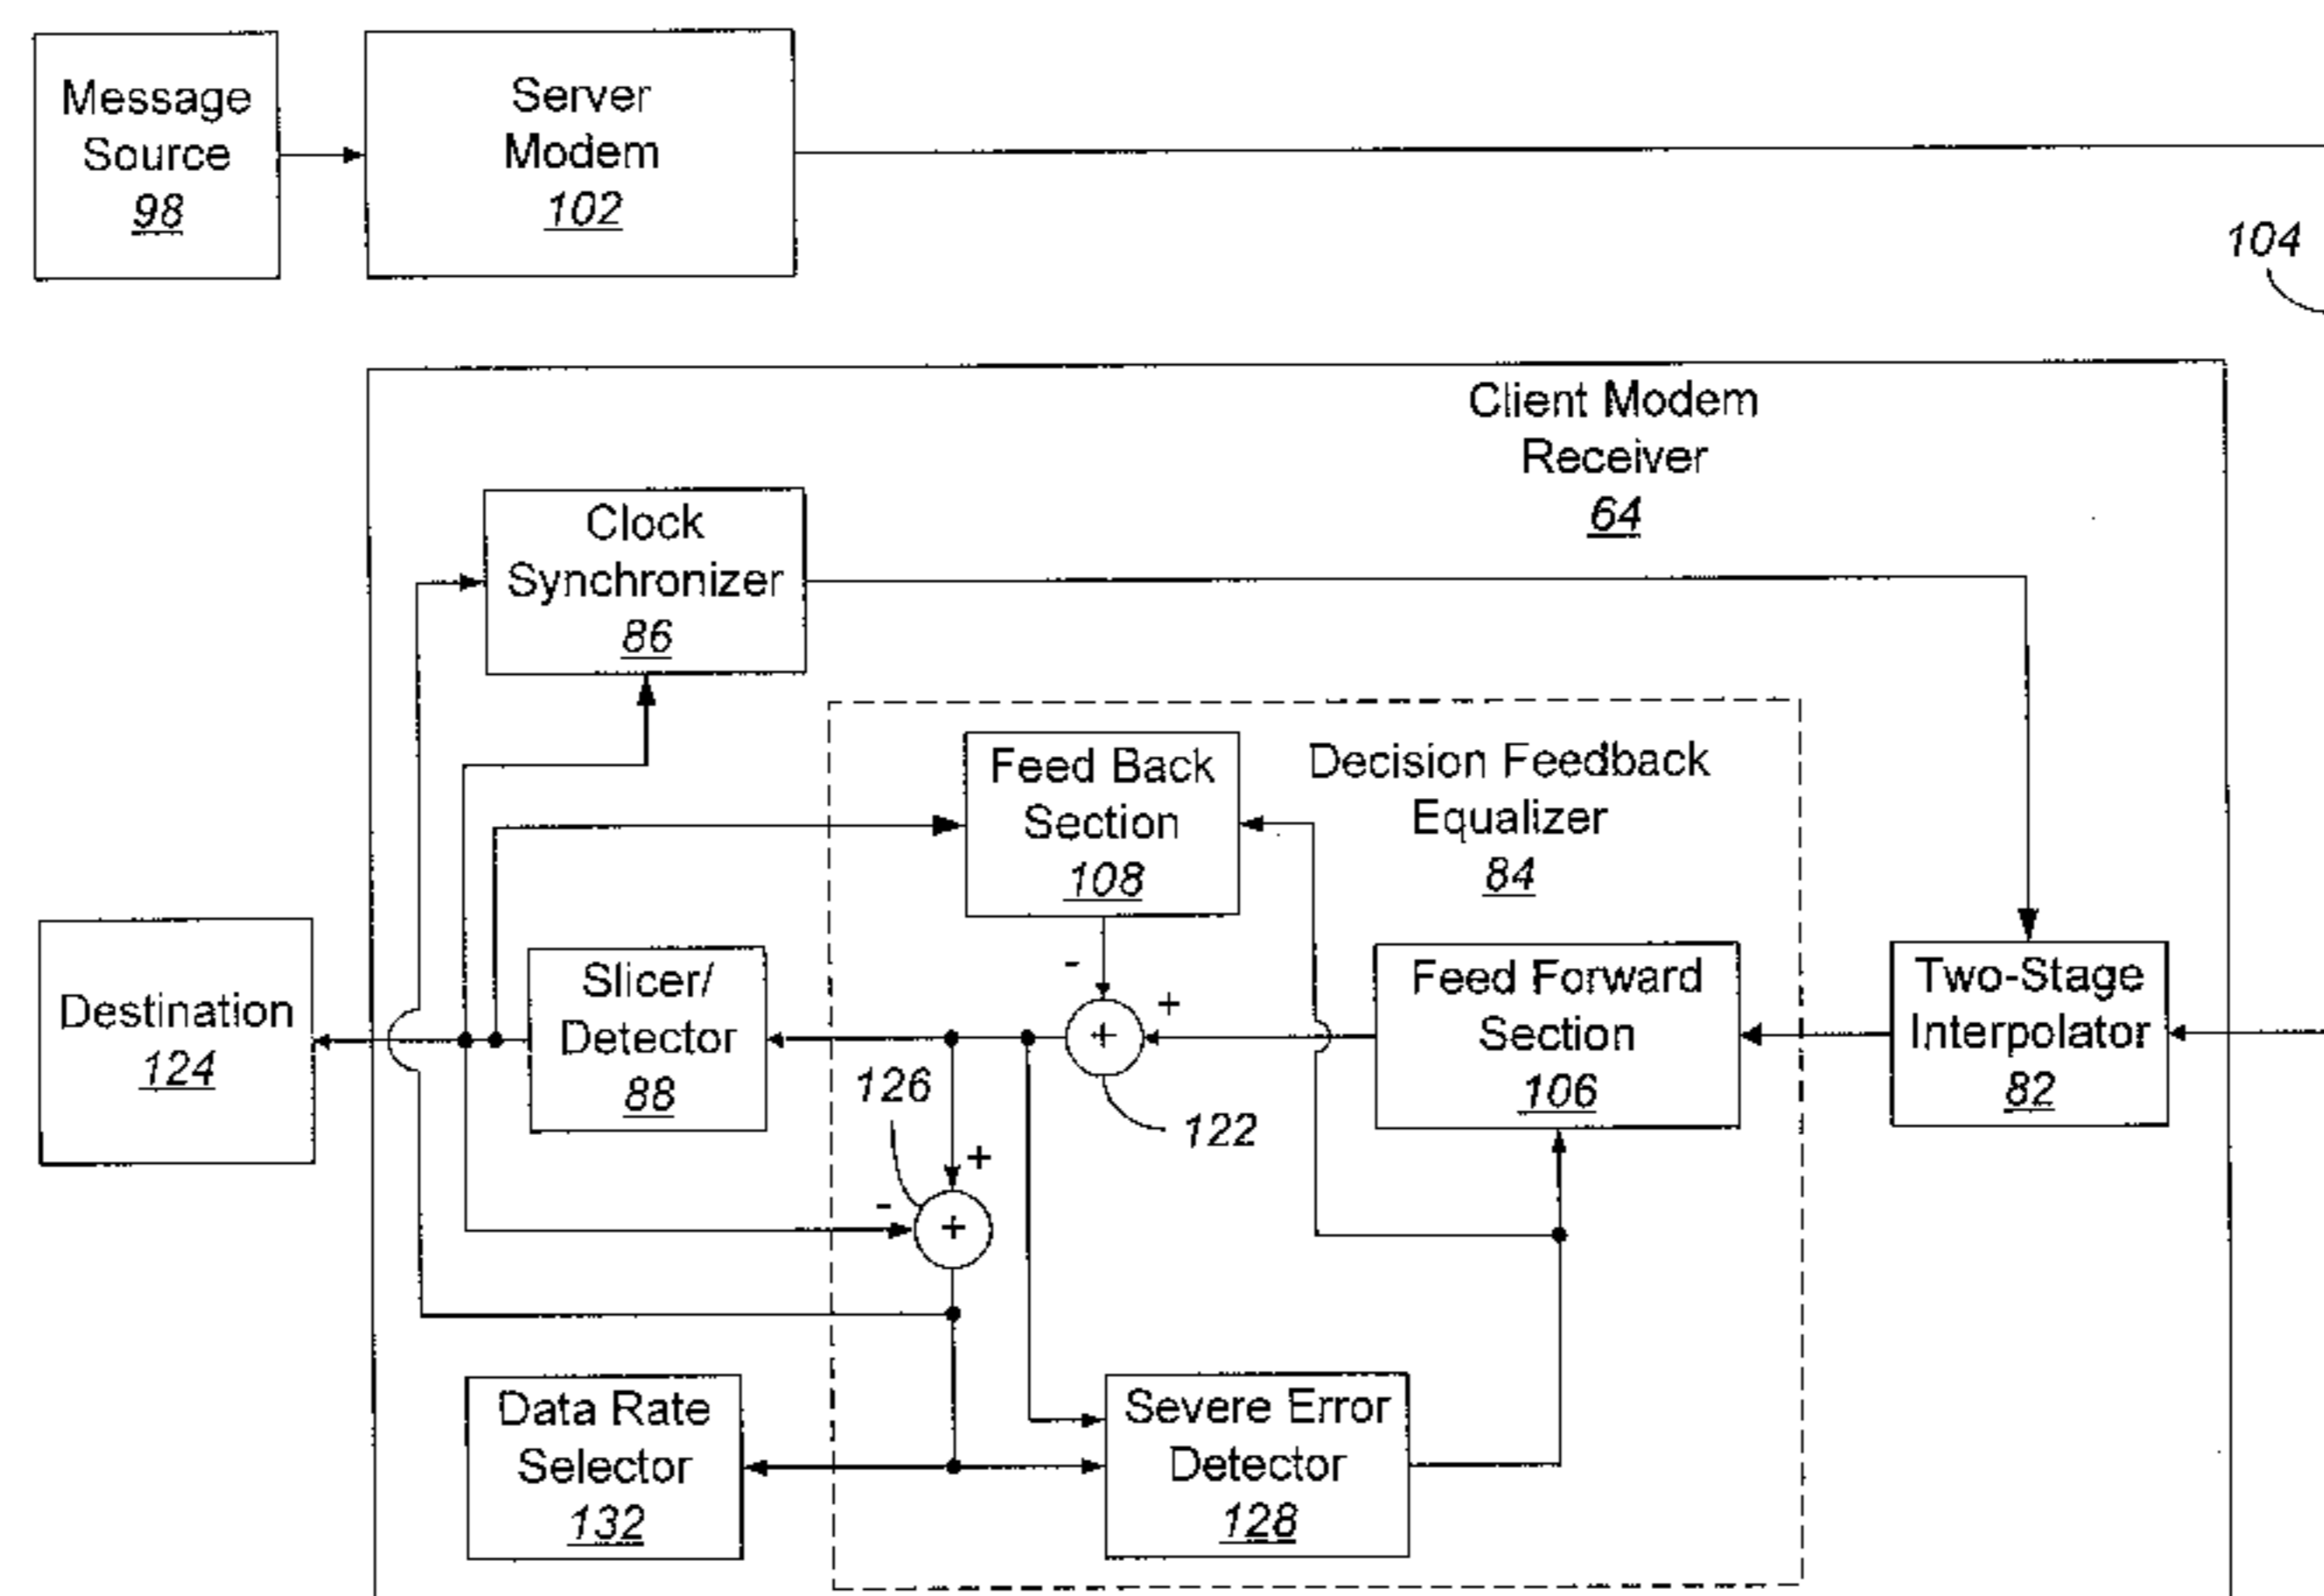 Message
Source
98
Server
Modem
102
104
Client Modem
Receiver
64
Clock
Synchronizer
86
Feed Back
Section
108
Decision Feedback
Equalizer
84
Destination
124
Slicer/
Detector
88
-
+
+
122
Feed Forward
Section
106
Two-Stage
Interpolator
82
126
+
-
+
Data Rate
Selector
132
Severe Error
Detector
128